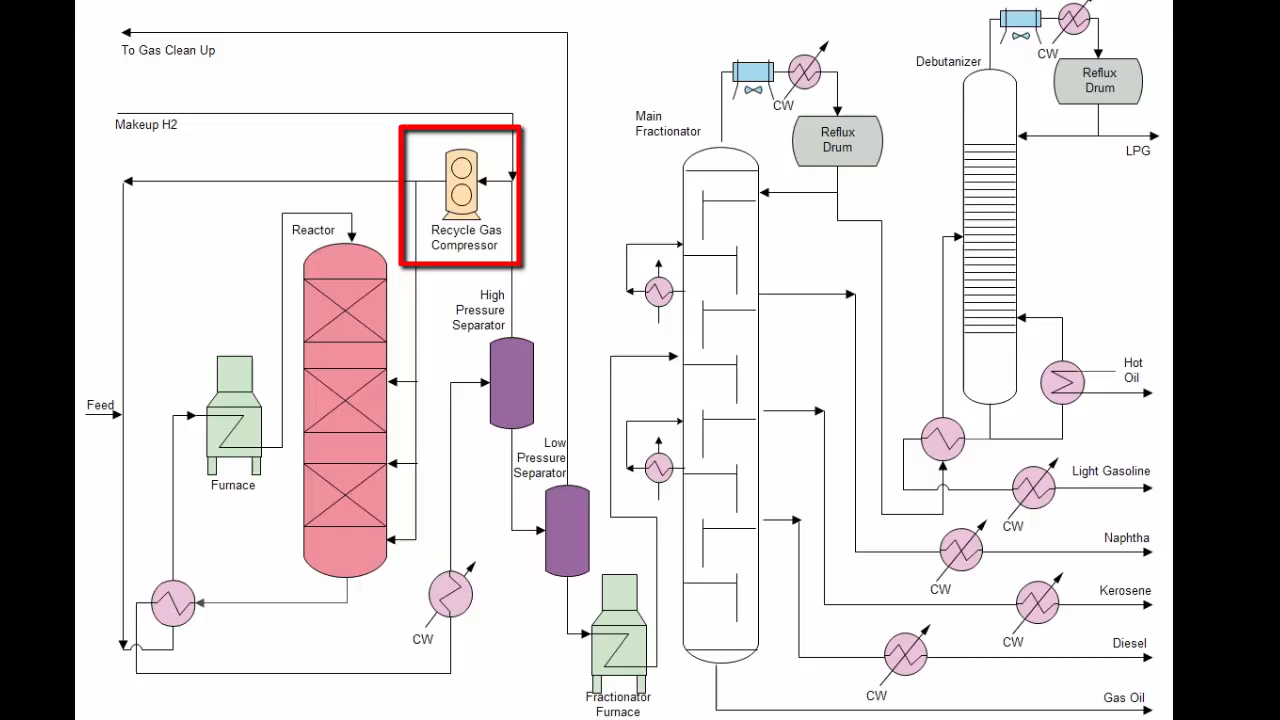 To Gas Clean Up
Makeup H2
Recycle Gas
Compressor
Reactor
High
Pressure
Separator
Feed
Furnace
Low
Pressure
Separator
CW
Fractionator
Furnace
Main
Fractionator
CW
Reflux
Drum
Debutanizer
CW
Reflux
Drum
LPG
Hot
Oil
Light Gasoline
CW
Naphtha
CW
Kerosene
CW
Diesel
CW
Gas Oil